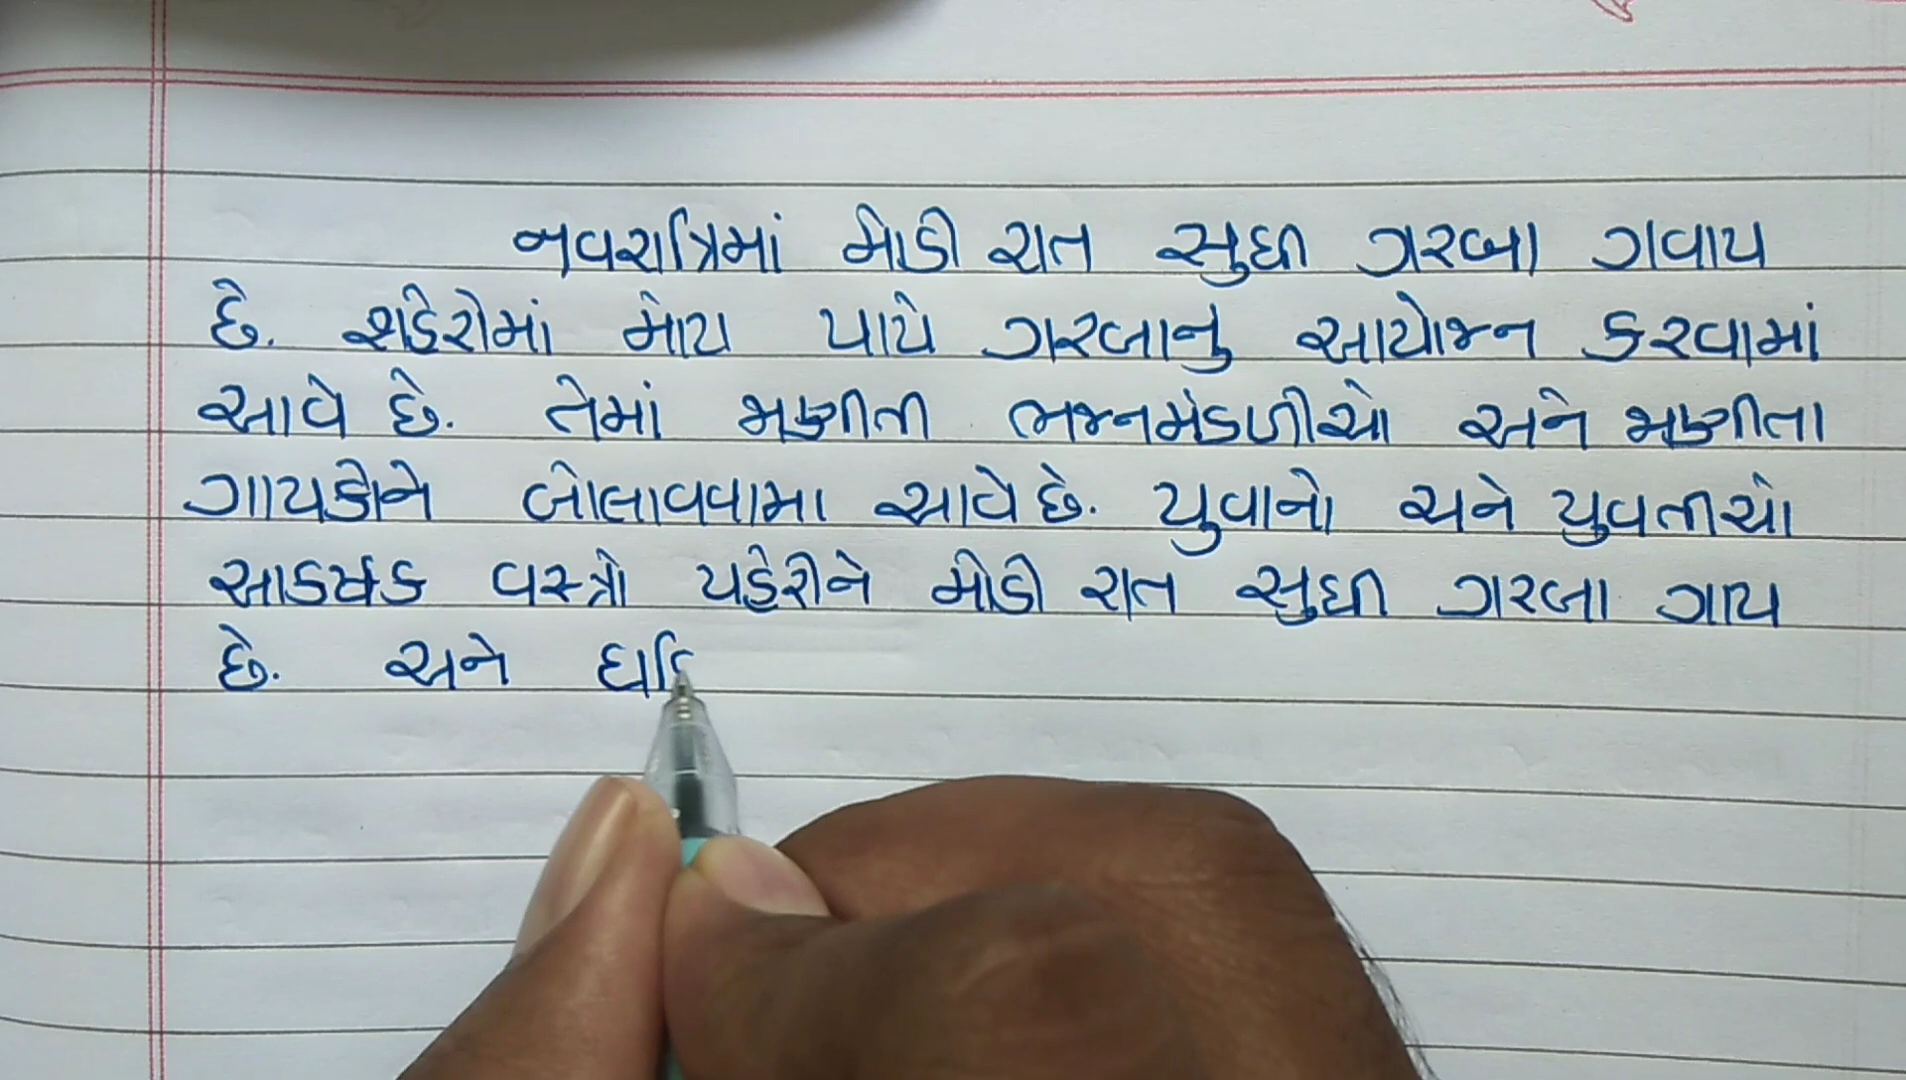 નવરાત્રિમાં મોડી રાત સુધી ગરબા ગવાય
છે. શહેરોમાં મોટા પાયે ગરબાનું આયોજન કરવામાં
આવે છે. તેમાં જાણીતી ભજનમંડળીઓ અને જાણીતા
ગાયકોને બોલાવવામા આવે છે. યુવાનો અને યુવતીઓ
આકર્ષક વસ્ત્રો પહેરીને મોડી રાત સુધી ગરબા ગાય
છે. અને